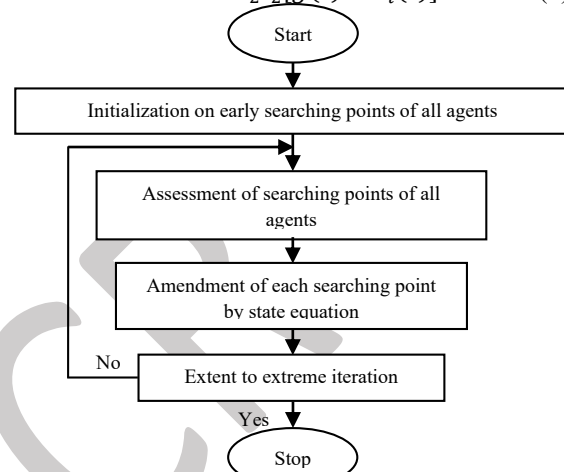 Start
Initialization on early searching points of all agents
Assessment of searching points of all
agents
Amendment of each searching point
by state equation
No
Extent to extreme iteration
Yes
Stop